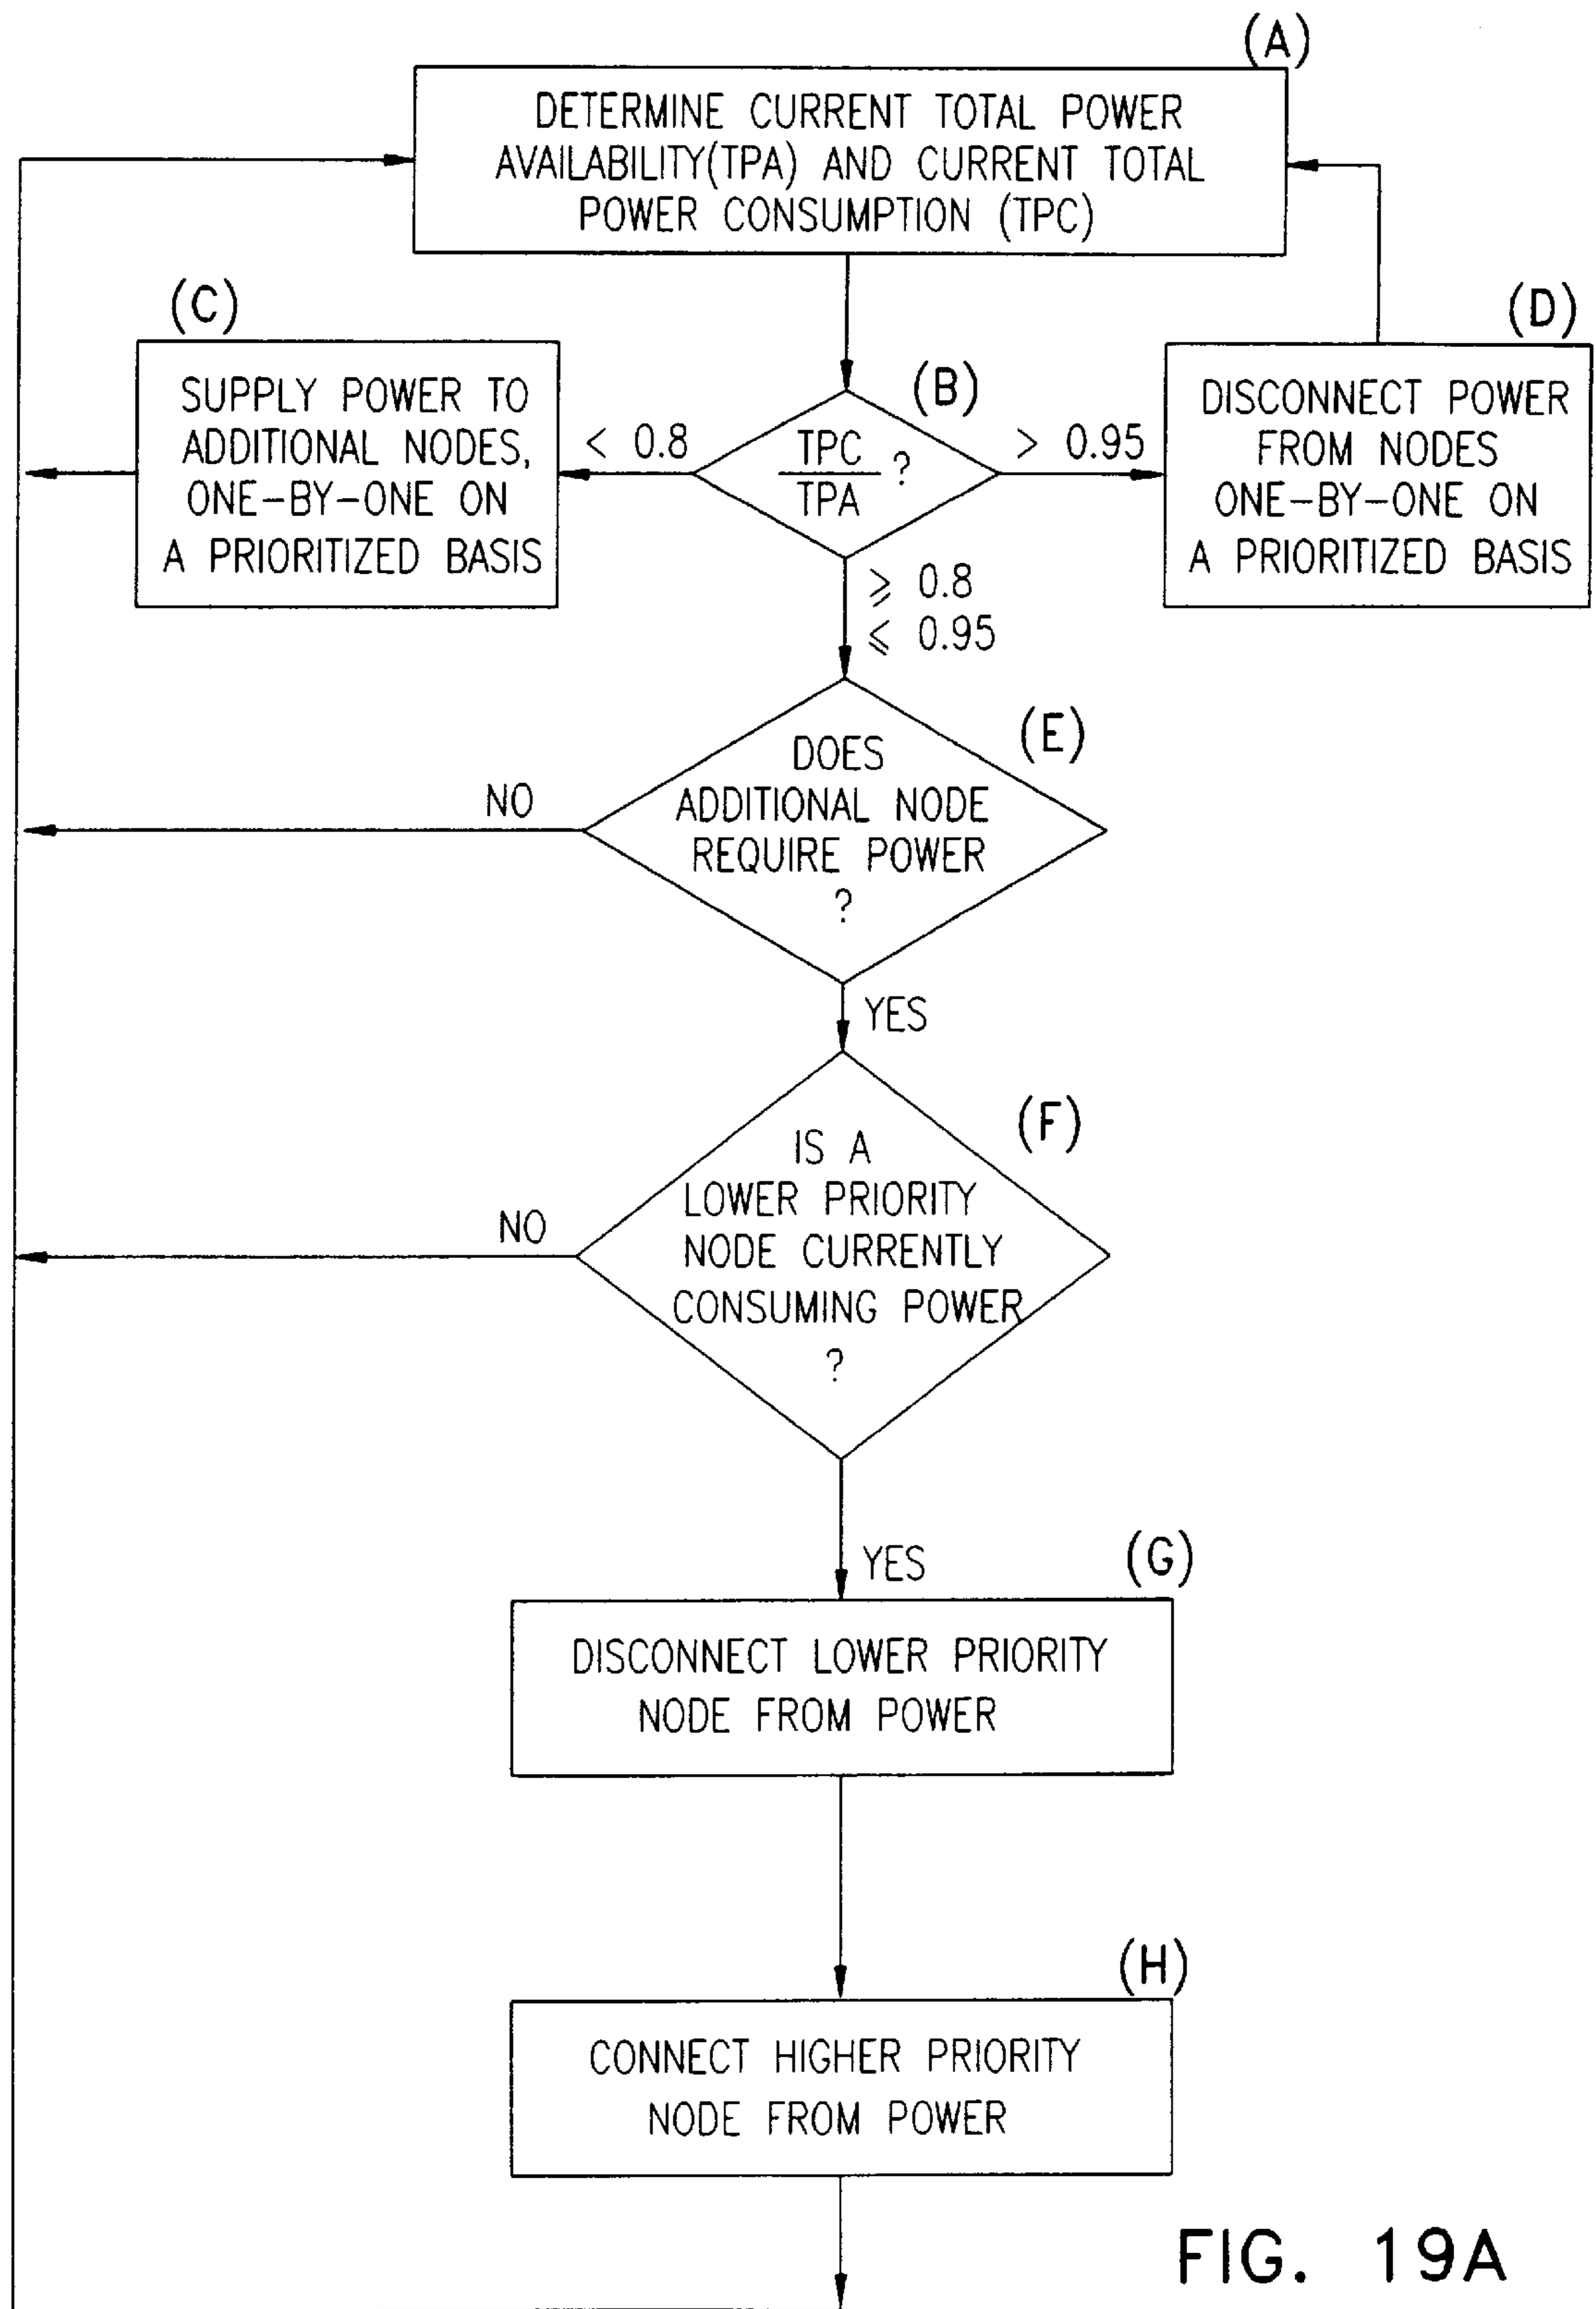 (A)
DETERMINE CURRENT TOTAL POWER
AVAILABILITY(TPA) AND CURRENT TOTAL
POWER CONSUMPTION (TPC)
(C)
SUPPLY POWER TO
ADDITIONAL NODES,
ONE-BY-ONE ON
A PRIORITIZED BASIS
< 0.8
(B)
TPC
TPA
?
> 0.95
(D)
DISCONNECT POWER
FROM NODES
ONE-BY-ONE ON
A PRIORITIZED BASIS
⩾ 0.8
⩽ 0.95
(E)
DOES
ADDITIONAL NODE
REQUIRE POWER
?
NO
YES
(F)
IS A
LOWER PRIORITY
NODE CURRENTLY
CONSUMING POWER
?
NO
YES
(G)
DISCONNECT LOWER PRIORITY
NODE FROM POWER
(H)
CONNECT HIGHER PRIORITY
NODE FROM POWER
FIG. 19A